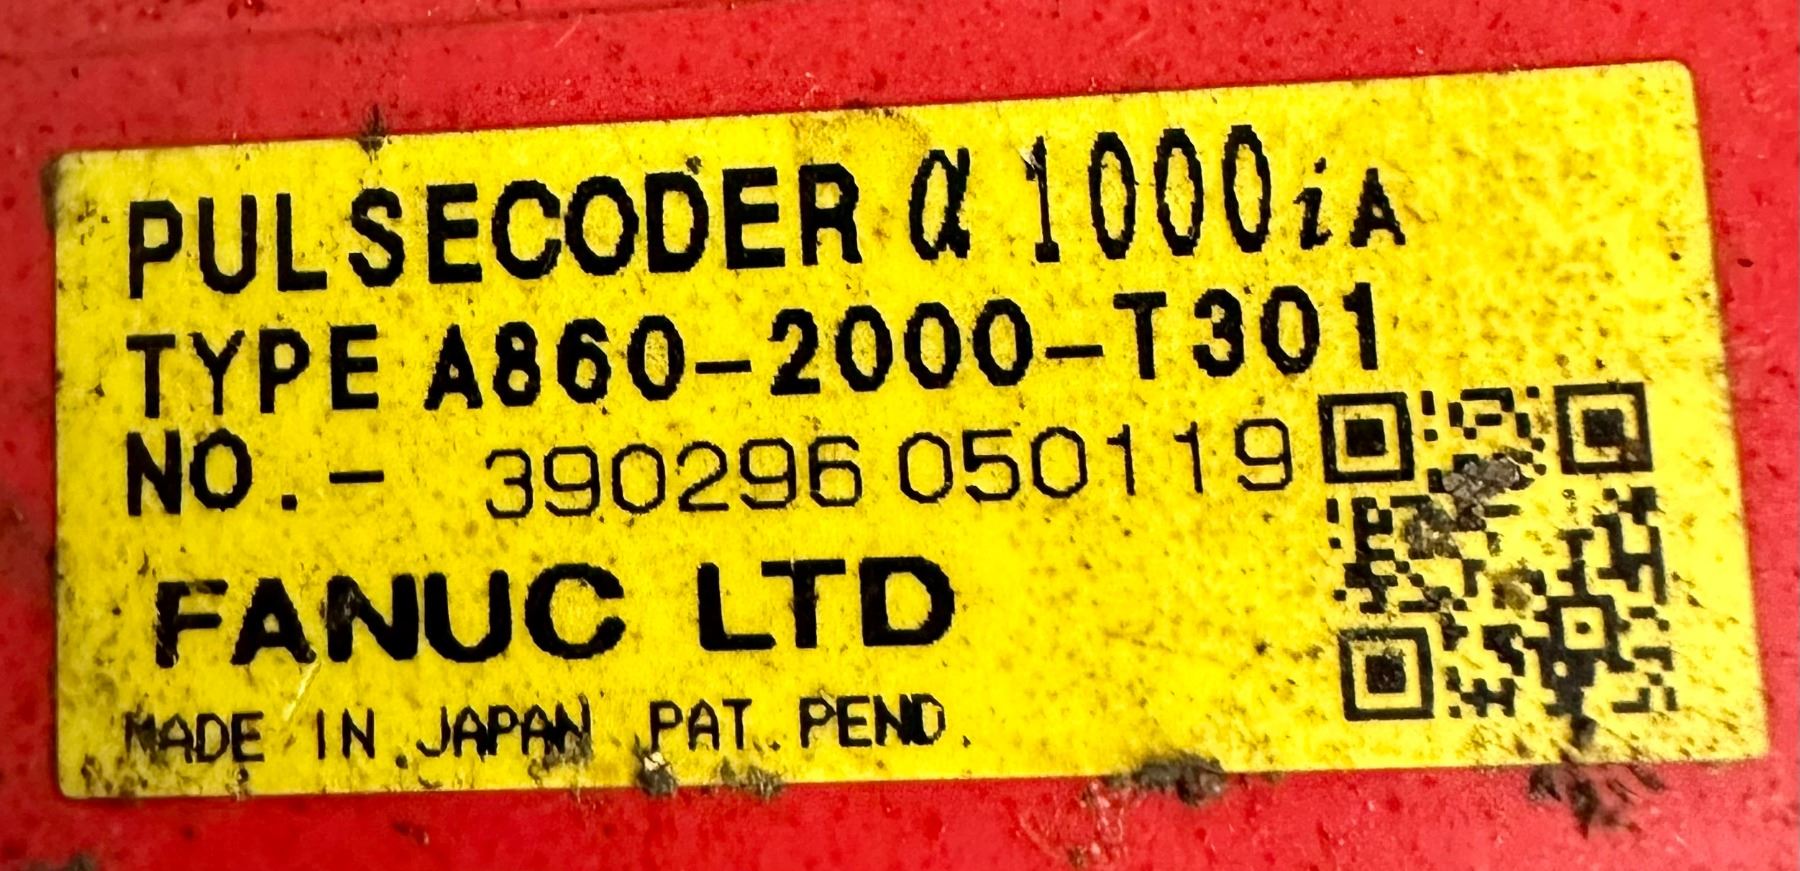 PULSECODER α1000iA
TYPE A860-2000-T301
NO.- 390296 050119
FANUC LTD
MADE IN JAPAN PAT. PEND.